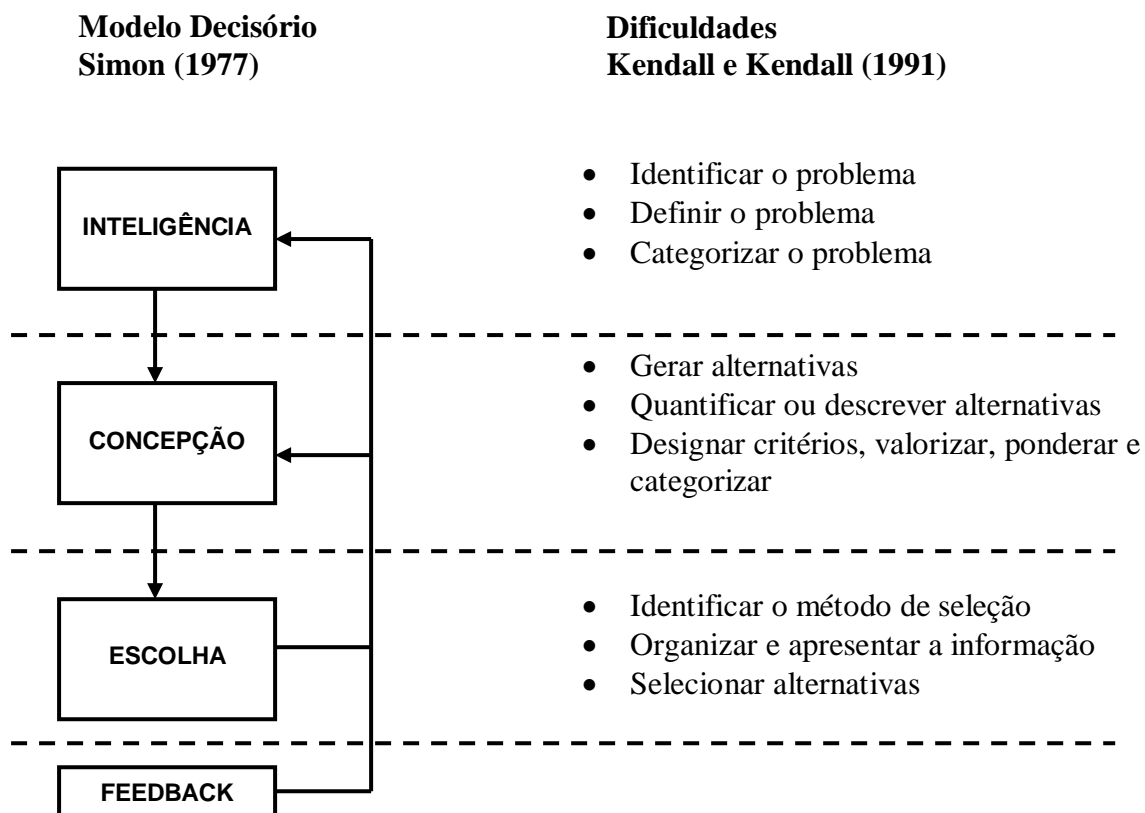 Modelo Decisório
Simon (1977)
Dificuldades
Kendall e Kendall (1991)
INTELIGÊNCIA
• Identificar o problema
• Definir o problema
• Categorizar o problema
CONCEPÇÃO
• Gerar alternativas
• Quantificar ou descrever alternativas
• Designar critérios, valorizar, ponderar e
categorizar
ESCOLHA
• Identificar o método de seleção
• Organizar e apresentar a informação
• Selecionar alternativas
FEEDBACK